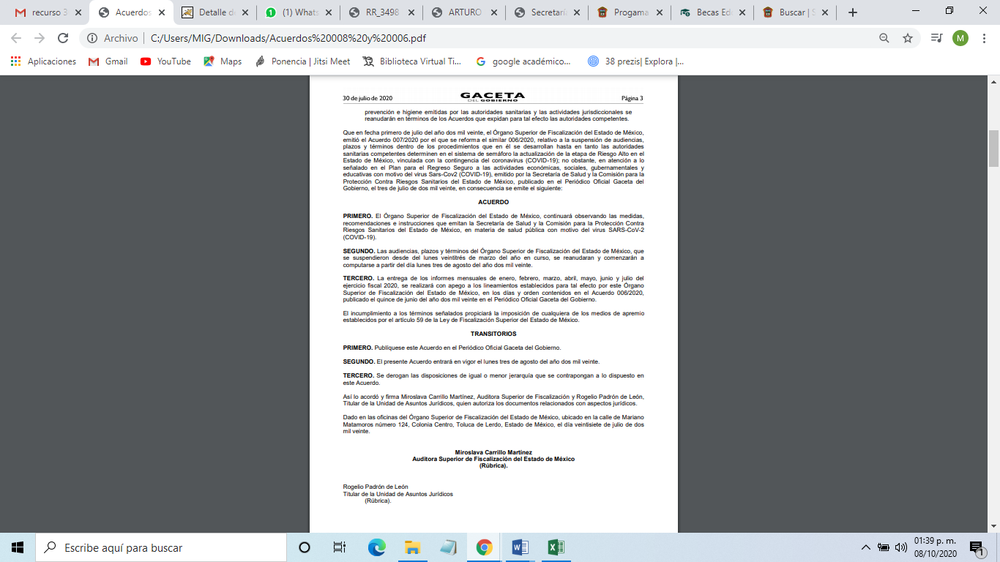 recurso 3
Acuerdos
Detalle d
(1) Whats
RR_3498
ARTURO
Secretaría
Progama
Becas Ed
Buscar | S
Archivo
C:/Users/MIG/Downloads/Acuerdos%20008%20y%20006.pdf
M
Aplicaciones
Gmail
YouTube
Maps
Ponencia | Jitsi Meet
Biblioteca Virtual Ti...
google académico...
38 prezis| Explora |...
30 de julio de 2020
GACETA
DEL GOBIERNO
Página 3
prevención e higiene emitidas por las autoridades sanitarias y las actividades jurisdiccionales se
reanudarán en términos de los Acuerdos que expidan para tal efecto las autoridades competentes.
Que en fecha primero de julio del año dos mil veinte, el Órgano Superior de Fiscalización del Estado de México,
emitió el Acuerdo 007/2020 por el que se reforma el similar 006/2020, relativo a la suspensión de audiencias,
plazos y términos dentro de los procedimientos que en él se desarrollan hasta en tanto las autoridades
sanitarias competentes determinen en el sistema de semáforo la actualización de la etapa de Riesgo Alto en el
Estado de México, vinculada con la contingencia del coronavirus (COVID-19); no obstante, en atención a lo
señalado en el Plan para el Regreso Seguro a las actividades económicas, sociales, gubernamentales y
educativas con motivo del virus Sars-Cov2 (COVID-19), emitido por la Secretaría de Salud y la Comisión para la
Protección Contra Riesgos Sanitarios del Estado de México, publicado en el Periódico Oficial Gaceta del
Gobierno, el tres de julio de dos mil veinte, en consecuencia se emite el siguiente:
ACUERDO
PRIMERO. El Órgano Superior de Fiscalización del Estado de México, continuará observando las medidas,
recomendaciones e instrucciones que emitan la Secretaría de Salud y la Comisión para la Protección Contra
Riesgos Sanitarios del Estado de México, en materia de salud pública con motivo del virus SARS-CoV-2
(COVID-19).
SEGUNDO. Las audiencias, plazos y términos del Órgano Superior de Fiscalización del Estado de México, que
se suspendieron desde del lunes veintitrés de marzo del año en curso, se reanudaran y comenzarán a
computarse a partir del día lunes tres de agosto del año dos mil veinte.
TERCERO. La entrega de los informes mensuales de enero, febrero, marzo, abril, mayo, junio y julio del
ejercicio fiscal 2020, se realizará con apego a los lineamientos establecidos para tal efecto por este Órgano
Superior de Fiscalización del Estado de México, en los días y orden contenidos en el Acuerdo 006/2020,
publicado el quince de junio del año dos mil veinte en el Periódico Oficial Gaceta del Gobierno.
El incumplimiento a los términos señalados propiciará la imposición de cualquiera de los medios de apremio
establecidos por el artículo 59 de la Ley de Fiscalización Superior del Estado de México.
TRANSITORIOS
PRIMERO. Publíquese este Acuerdo en el Periódico Oficial Gaceta del Gobierno.
SEGUNDO. El presente Acuerdo entrará en vigor el lunes tres de agosto del año dos mil veinte.
TERCERO. Se derogan las disposiciones de igual o menor jerarquía que se contrapongan a lo dispuesto en
este Acuerdo.
Así lo acordó y firma Miroslava Carrillo Martínez, Auditora Superior de Fiscalización y Rogelio Padrón de León,
Titular de la Unidad de Asuntos Jurídicos, quien autoriza los documentos relacionados con aspectos jurídicos.
Dado en las oficinas del Órgano Superior de Fiscalización del Estado de México, ubicado en la calle de Mariano
Matamoros número 124, Colonia Centro, Toluca de Lerdo, Estado de México, el día veintisiete de julio de dos
mil veinte.
Miroslava Carrillo Martínez
Auditora Superior de Fiscalización del Estado de México
(Rúbrica).
Rogelio Padrón de León
Titular de la Unidad de Asuntos Jurídicos
(Rúbrica).
Escribe aquí para buscar
01:39 p. m.
08/10/2020
1